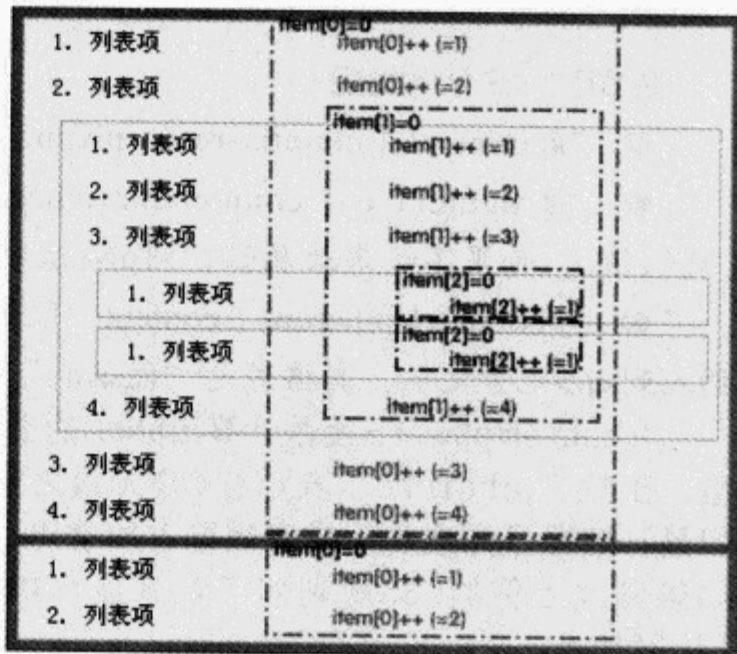 item[0]=0
1. 列表项 item[0]++ (=1)
2. 列表项 item[0]++ (=2)
item[1]=0
1. 列表项 item[1]++ (=1)
2. 列表项 item[1]++ (=2)
3. 列表项 item[1]++ (=3)
item[2]=0
1. 列表项 item[2]++ (=1)
item[2]=0
1. 列表项 item[2]++ (=1)
4. 列表项 item[1]++ (=4)
3. 列表项 item[0]++ (=3)
4. 列表项 item[0]++ (=4)
item[0]=0
1. 列表项 item[0]++ (=1)
2. 列表项 item[0]++ (=2)